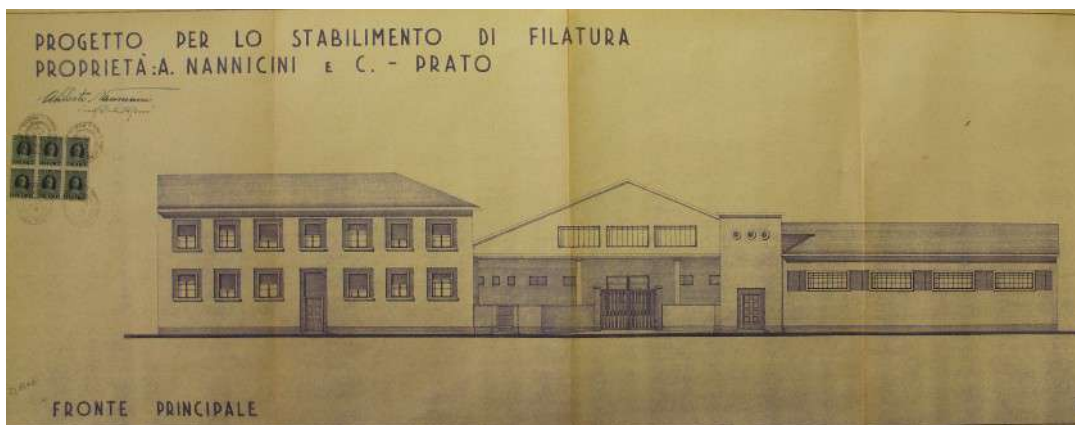 PROGETTO PER LO STABILIMENTO DI FILATURA
PROPRIETÀ: A. NANNICINI E C. - PRATO
FRONTE PRINCIPALE